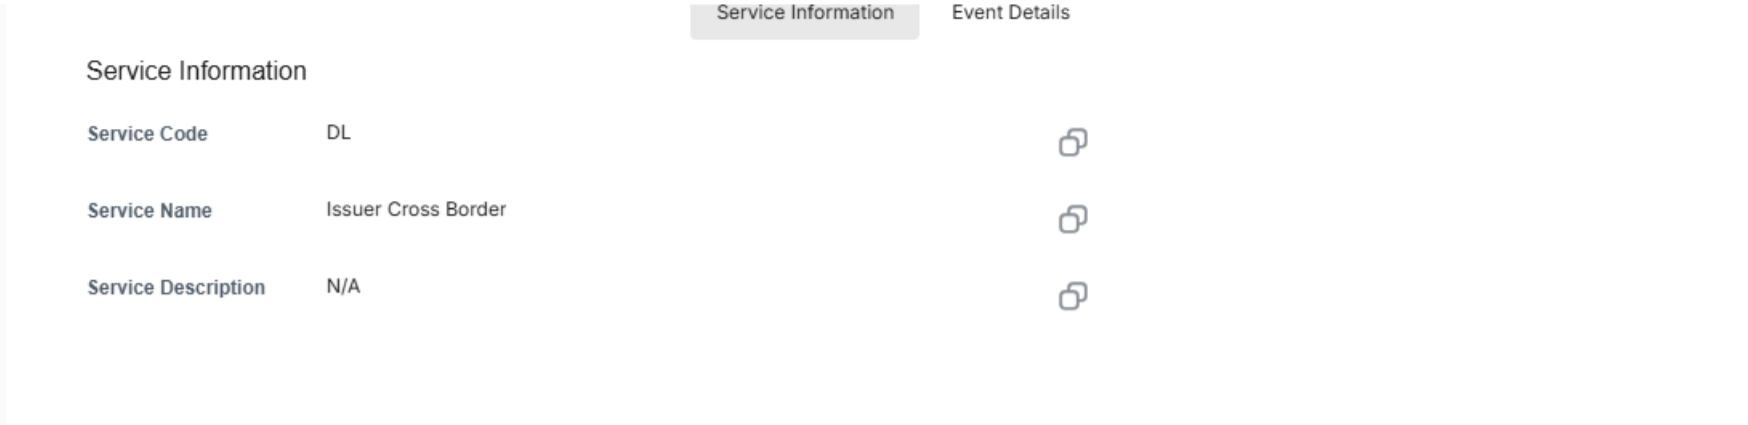 Service Information Event Details
Service Information
Service Code DL
Service Name Issuer Cross Border
Service Description N/A